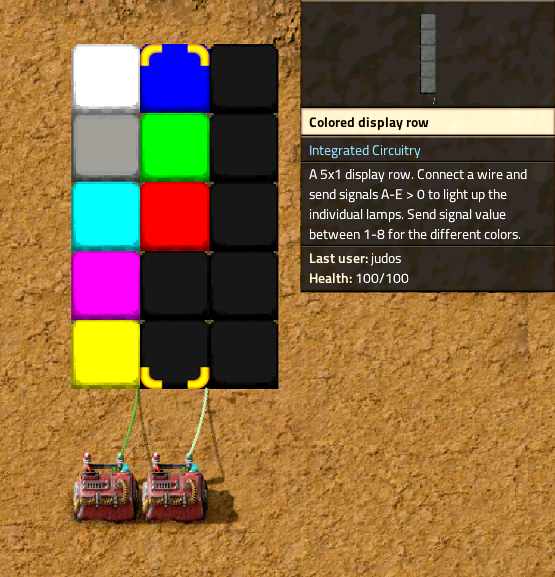 Colored display row
Integrated Circuitry
A 5x1 display row. Connect a wire and
send signals A-E > 0 to light up the
individual lamps. Send signal value
between 1-8 for the different colors.
Last user: judos
Health: 100/100